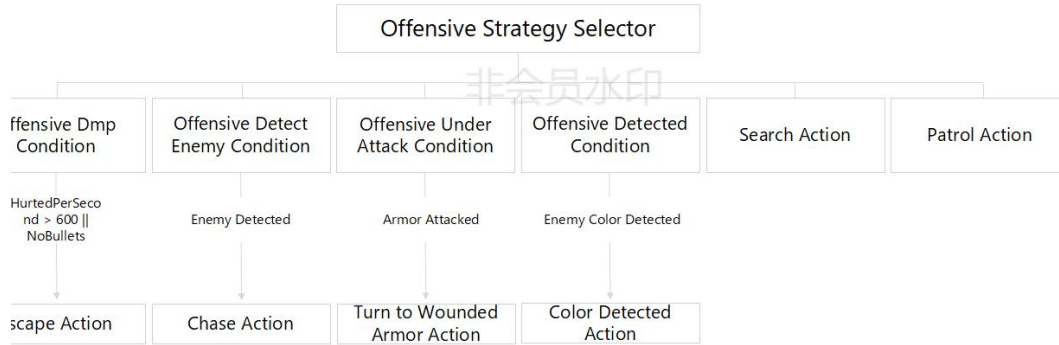 Offensive Strategy Selector
非会员水印
ffensive Dmp
Condition
Offensive Detect
Enemy Condition
Offensive Under
Attack Condition
Offensive Detected
Condition
Search Action
Patrol Action
HurtedPerSeco
nd > 600 ||
NoBullets
Enemy Detected
Armor Attacked
Enemy Color Detected
scape Action
Chase Action
Turn to Wounded
Armor Action
Color Detected
Action